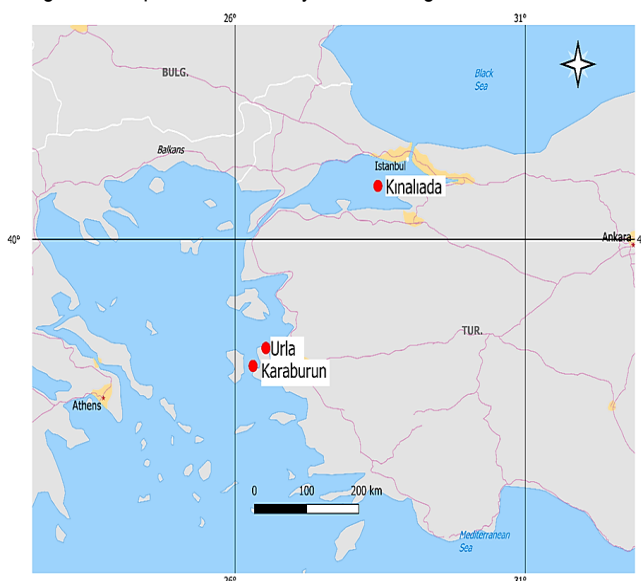 26°
31°
BULG.
Black
Sea
Balkans
Istanbul
Kınalıada
40°
Ankara
TUR.
Urla
Karaburun
Athens
0 100 200 km
Mediterranean
Sea